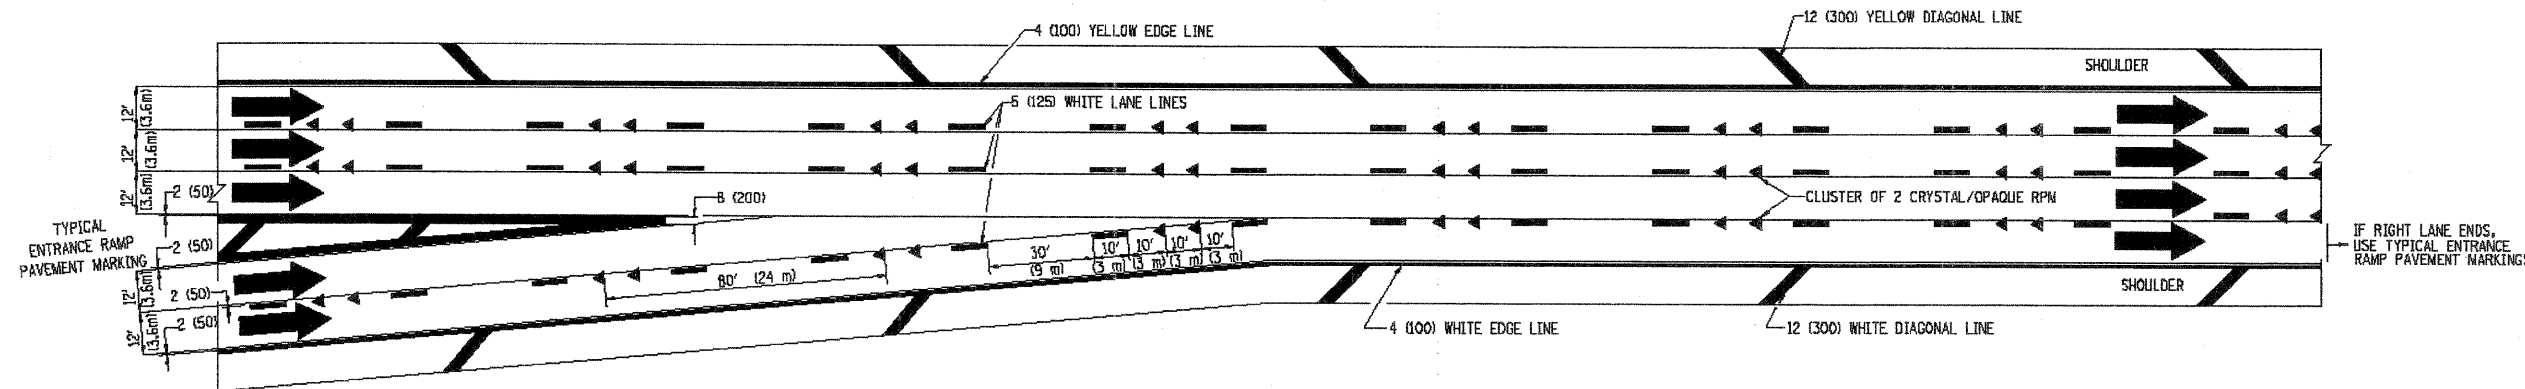 12 (300) YELLOW DIAGONAL LINE
4 (100) YELLOW EDGE LINE
SHOULDER
5 (125) WHITE LANE LINES
12'
(3.6m)
12'
(3.6m)
12'
(3.6m)
2 (50)
8 (200)
CLUSTER OF 2 CRYSTAL/OPAQUE RPM
TYPICAL
ENTRANCE RAMP
PAVEMENT MARKING
2 (50)
IF RIGHT LANE ENDS,
USE TYPICAL ENTRANCE
RAMP PAVEMENT MARKING
30'
(9 m)
10'
(3 m)
10'
(3 m)
10'
(3 m)
10'
(3 m)
80' (24 m)
12'
(3.6m)
2 (50)
12'
(3.6m)
2 (50)
SHOULDER
4 (100) WHITE EDGE LINE
12 (300) WHITE DIAGONAL LINE